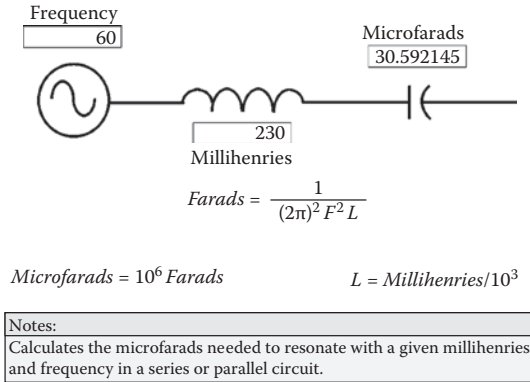 Frequency
60
Microfarads
30.592145
230
Millihenries
Farads = 1 / (2π)² F² L
Microfarads = 10⁶ Farads
L = Millihenries/10³
Notes:
Calculates the microfarads needed to resonate with a given millihenries
and frequency in a series or parallel circuit.